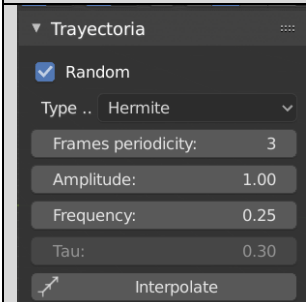 Trayectoria
Random
Type .. Hermite
Frames periodicity: 3
Amplitude: 1.00
Frequency: 0.25
Tau: 0.30
Interpolate